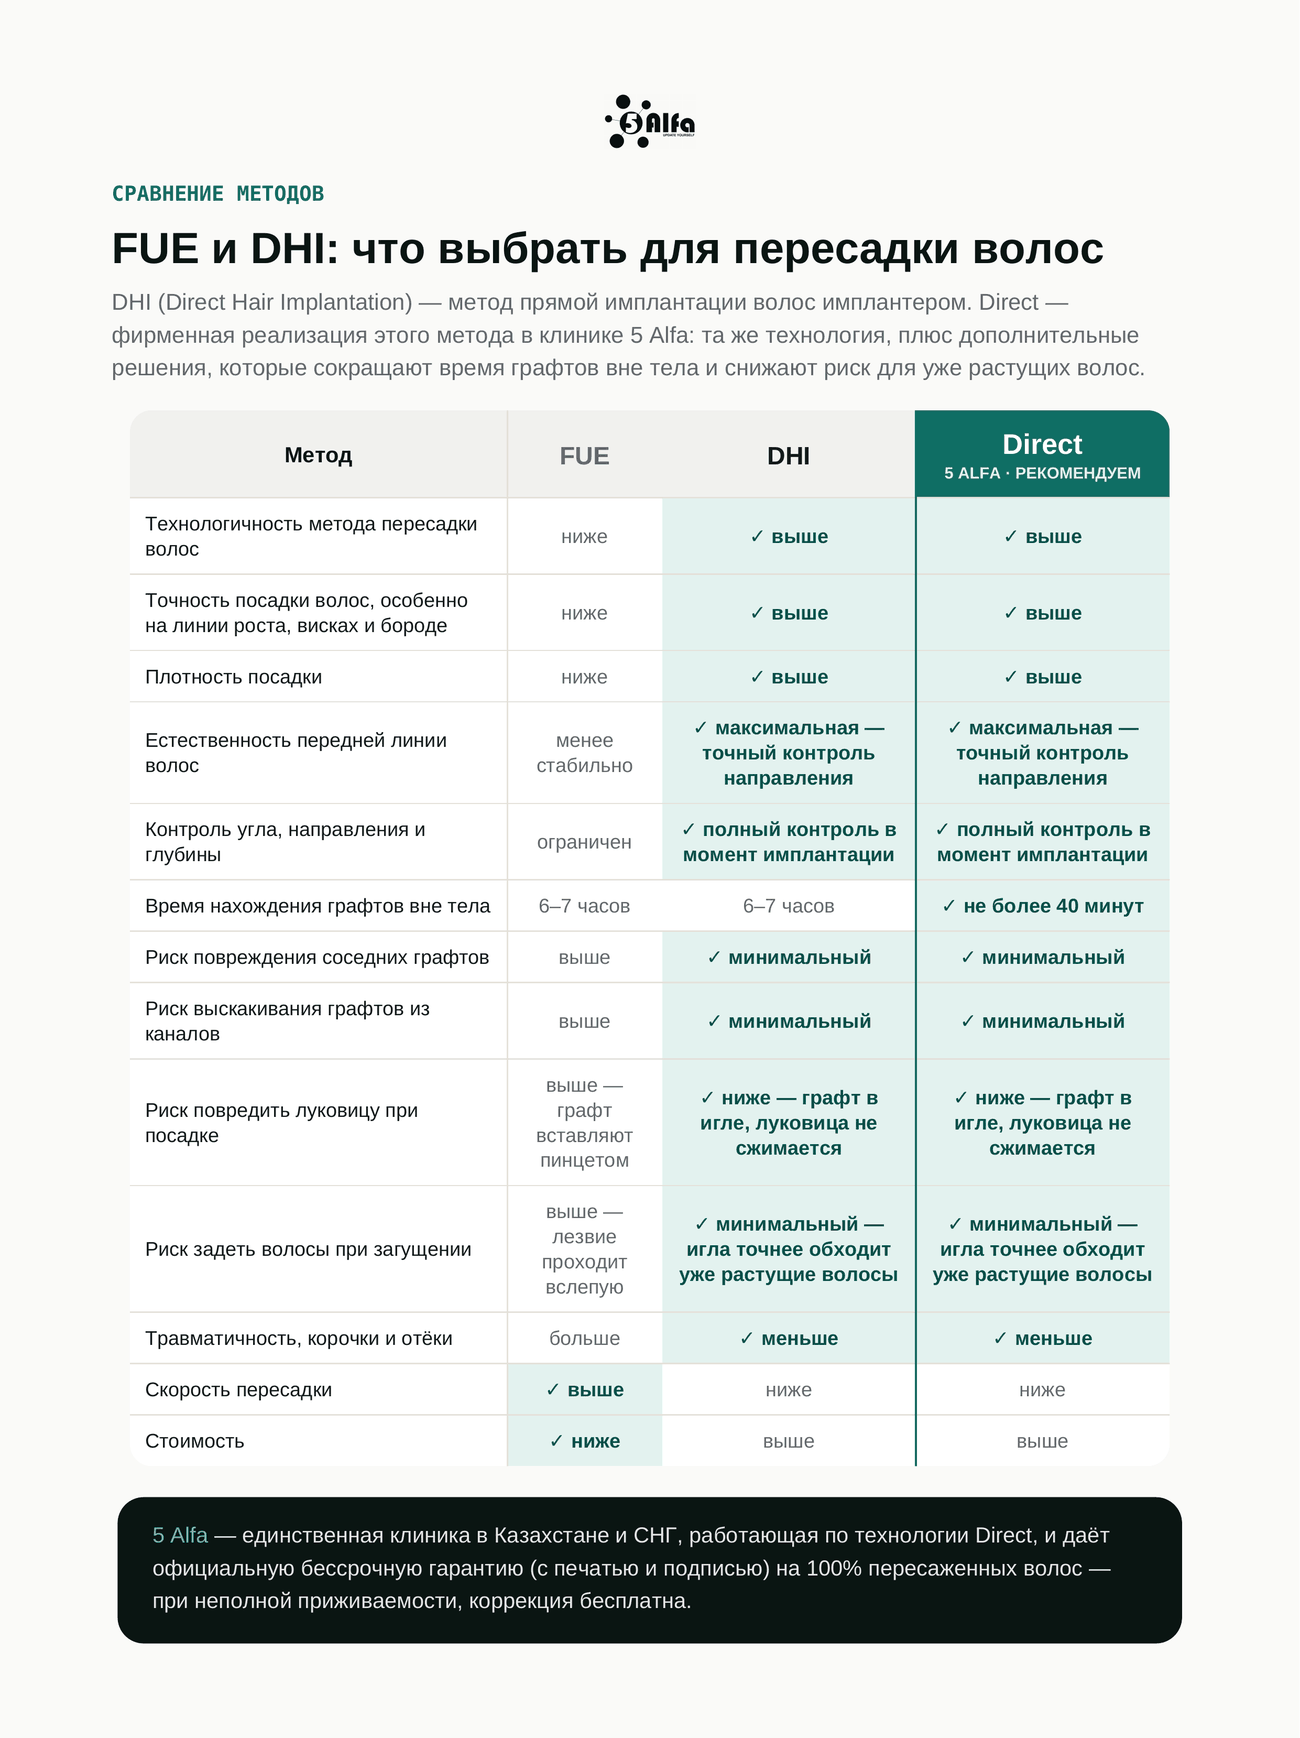 5 Alfa
UPDATE YOURSELF
СРАВНЕНИЕ МЕТОДОВ
FUE и DHI: что выбрать для пересадки волос
DHI (Direct Hair Implantation) — метод прямой имплантации волос имплантером. Direct —
фирменная реализация этого метода в клинике 5 Alfa: та же технология, плюс дополнительные
решения, которые сокращают время графтов вне тела и снижают риск для уже растущих волос.
Метод
FUE
DHI
Direct
5 ALFA · РЕКОМЕНДУЕМ
Технологичность метода пересадки
волос
ниже
✓ выше
✓ выше
Точность посадки волос, особенно
на линии роста, висках и бороде
ниже
✓ выше
✓ выше
Плотность посадки
ниже
✓ выше
✓ выше
Естественность передней линии
волос
менее
стабильно
✓ максимальная —
точный контроль
направления
✓ максимальная —
точный контроль
направления
Контроль угла, направления и
глубины
ограничен
✓ полный контроль в
момент имплантации
✓ полный контроль в
момент имплантации
Время нахождения графтов вне тела
6–7 часов
6–7 часов
✓ не более 40 минут
Риск повреждения соседних графтов
выше
✓ минимальный
✓ минимальный
Риск выскакивания графтов из
каналов
выше
✓ минимальный
✓ минимальный
Риск повредить луковицу при
посадке
выше —
графт
вставляют
пинцетом
✓ ниже — графт в
игле, луковица не
сжимается
✓ ниже — графт в
игле, луковица не
сжимается
Риск задеть волосы при загущении
выше —
лезвие
проходит
вслепую
✓ минимальный —
игла точнее обходит
уже растущие волосы
✓ минимальный —
игла точнее обходит
уже растущие волосы
Травматичность, корочки и отёки
больше
✓ меньше
✓ меньше
Скорость пересадки
✓ выше
ниже
ниже
Стоимость
✓ ниже
выше
выше
5 Alfa — единственная клиника в Казахстане и СНГ, работающая по технологии Direct, и даёт
официальную бессрочную гарантию (с печатью и подписью) на 100% пересаженных волос —
при неполной приживаемости, коррекция бесплатна.